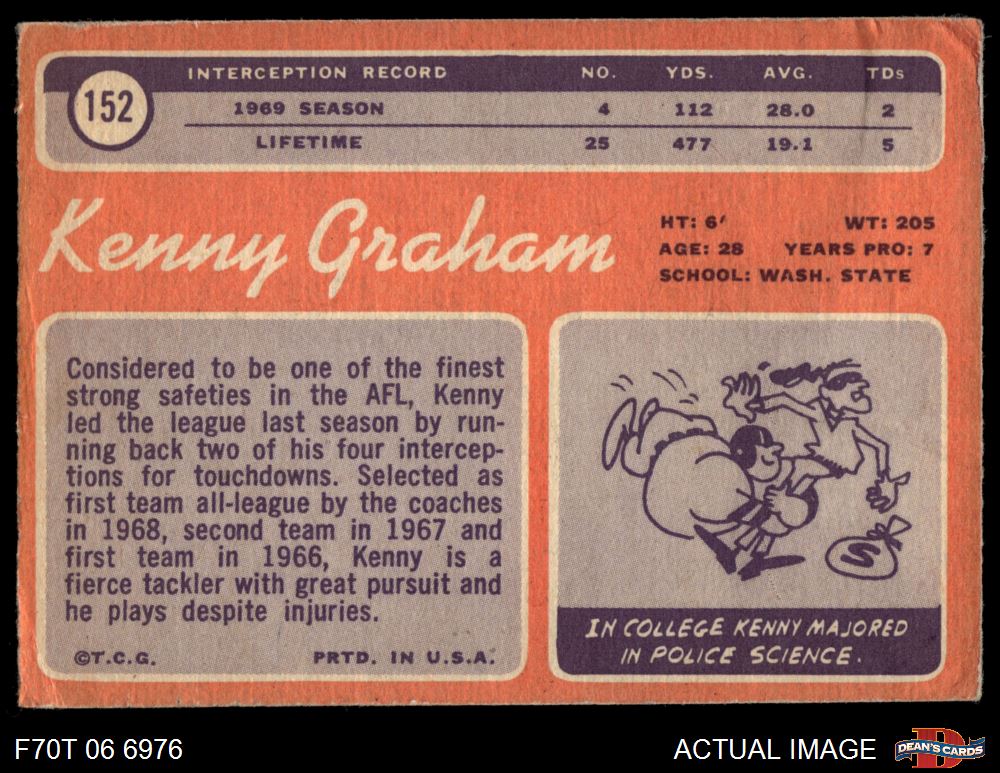 152
INTERCEPTION RECORD NO. YDS. AVG. TDs
1969 SEASON 4 112 28.0 2
LIFETIME 25 477 19.1 5
Kenny Graham
HT: 6' WT: 205
AGE: 28 YEARS PRO: 7
SCHOOL: WASH. STATE
Considered to be one of the finest
strong safeties in the AFL, Kenny
led the league last season by run-
ning back two of his four intercep-
tions for touchdowns. Selected as
first team all-league by the coaches
in 1968, second team in 1967 and
first team in 1966, Kenny is a
fierce tackler with great pursuit and
he plays despite injuries.
©T.C.G. PRTD. IN U.S.A.
S
IN COLLEGE KENNY MAJORED
IN POLICE SCIENCE.
F70T 06 6976
ACTUAL IMAGE
D
DEAN'S CARDS